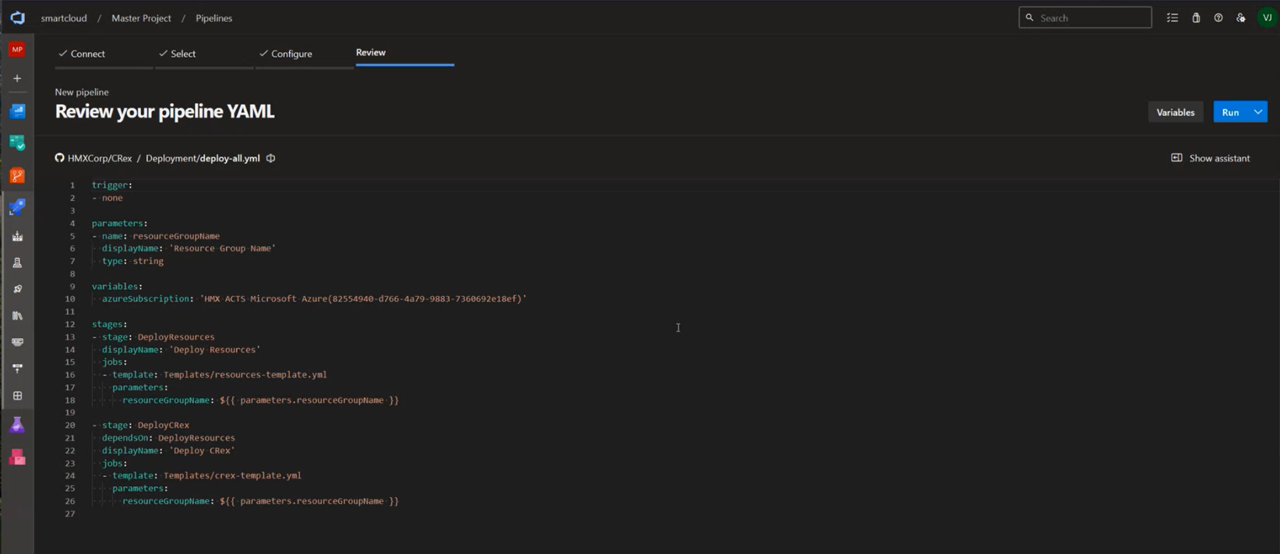 smartcloud / Master Project / Pipelines
Search
VJ
MP
Connect
Select
Configure
Review
New pipeline
Review your pipeline YAML
Variables
Run
HMXCorp/CRex / Deployment/deploy-all.yml
Show assistant
1 trigger:
2 - none
3
4 parameters:
5 - name: resourceGroupName
6 displayName: 'Resource Group Name'
7 type: string
8
9 variables:
10 azureSubscription: 'HMX ACTS Microsoft Azure(82554940-d766-4a79-9883-7360692e18ef)'
11
12 stages:
13 - stage: DeployResources
14 displayName: 'Deploy Resources'
15 jobs:
16 - template: Templates/resources-template.yml
17 parameters:
18 resourceGroupName: ${{ parameters.resourceGroupName }}
19
20 - stage: DeployCRex
21 dependsOn: DeployResources
22 displayName: 'Deploy CRex'
23 jobs:
24 - template: Templates/crex-template.yml
25 parameters:
26 resourceGroupName: ${{ parameters.resourceGroupName }}
27